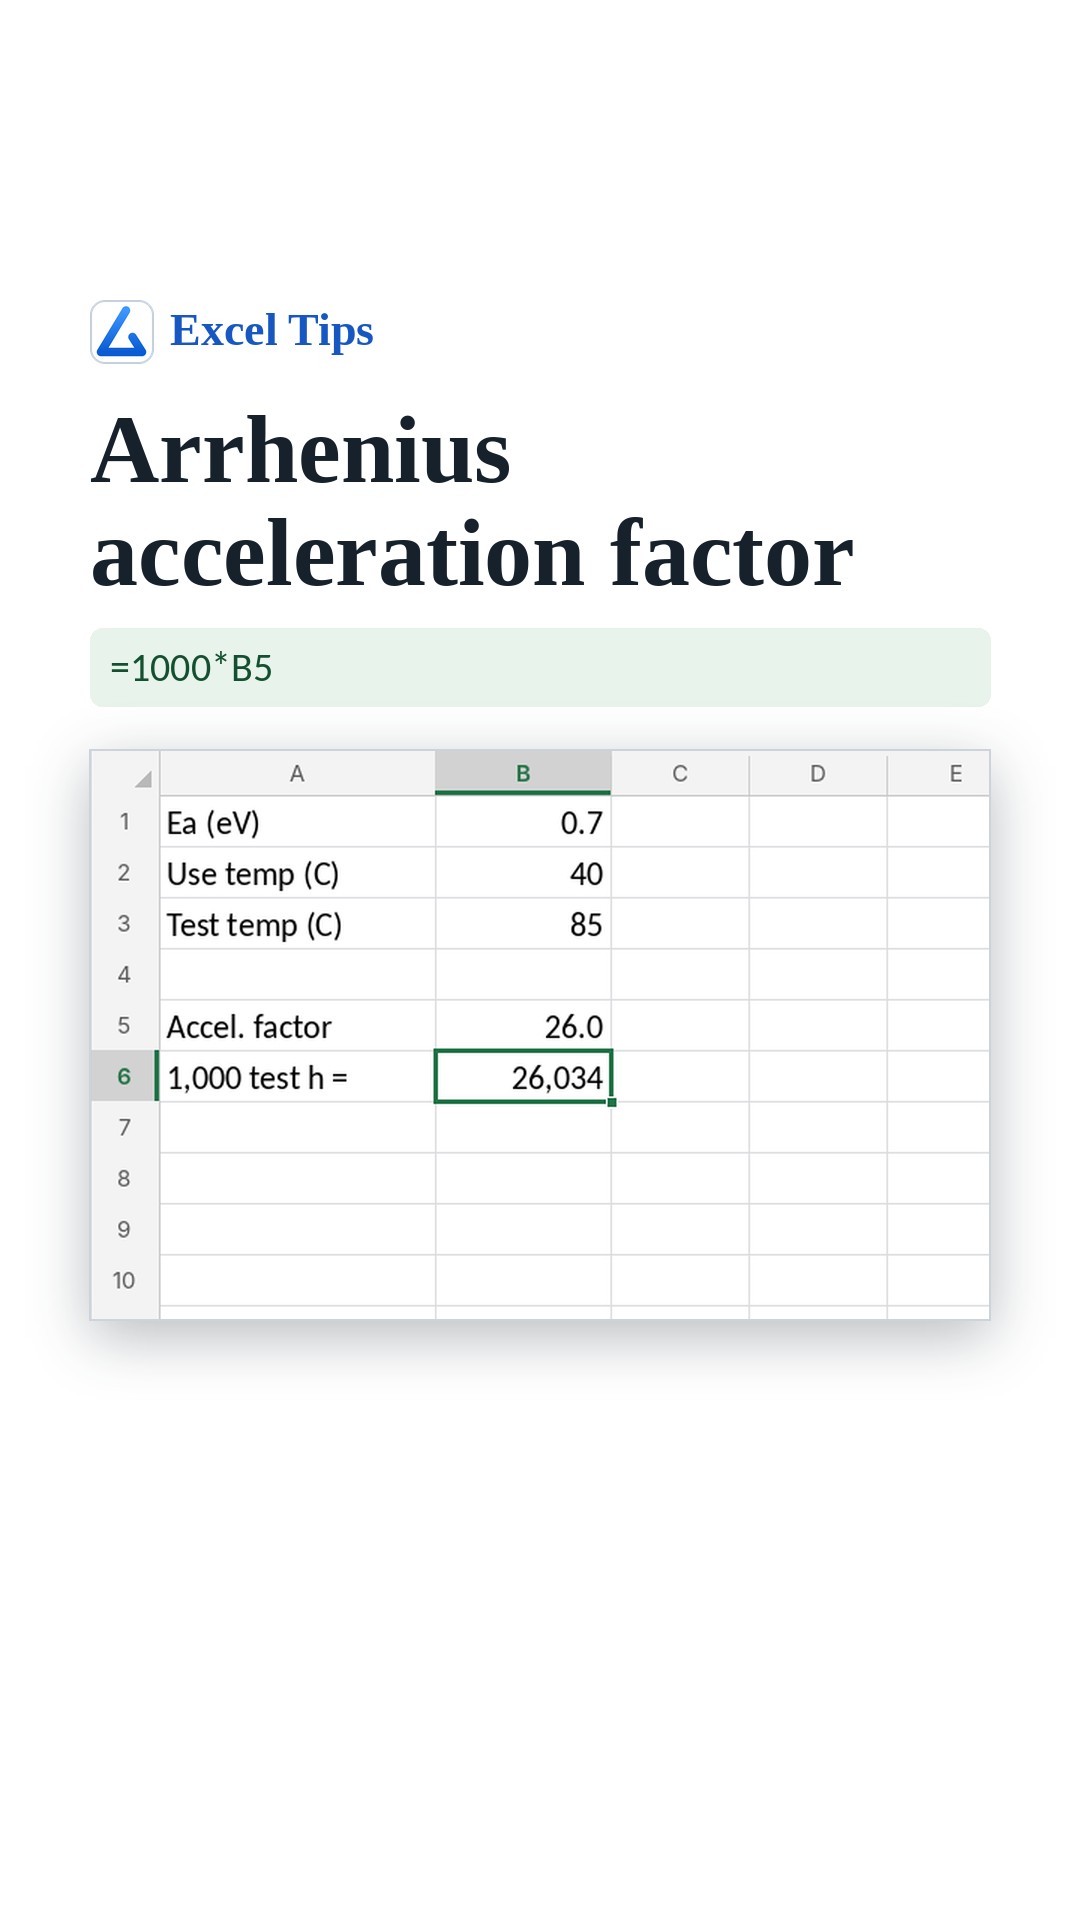 Excel Tips
Arrhenius
acceleration factor
=1000*B5
A B C D E
1 Ea (eV) 0.7
2 Use temp (C) 40
3 Test temp (C) 85
4
5 Accel. factor 26.0
6 1,000 test h = 26,034
7
8
9
10